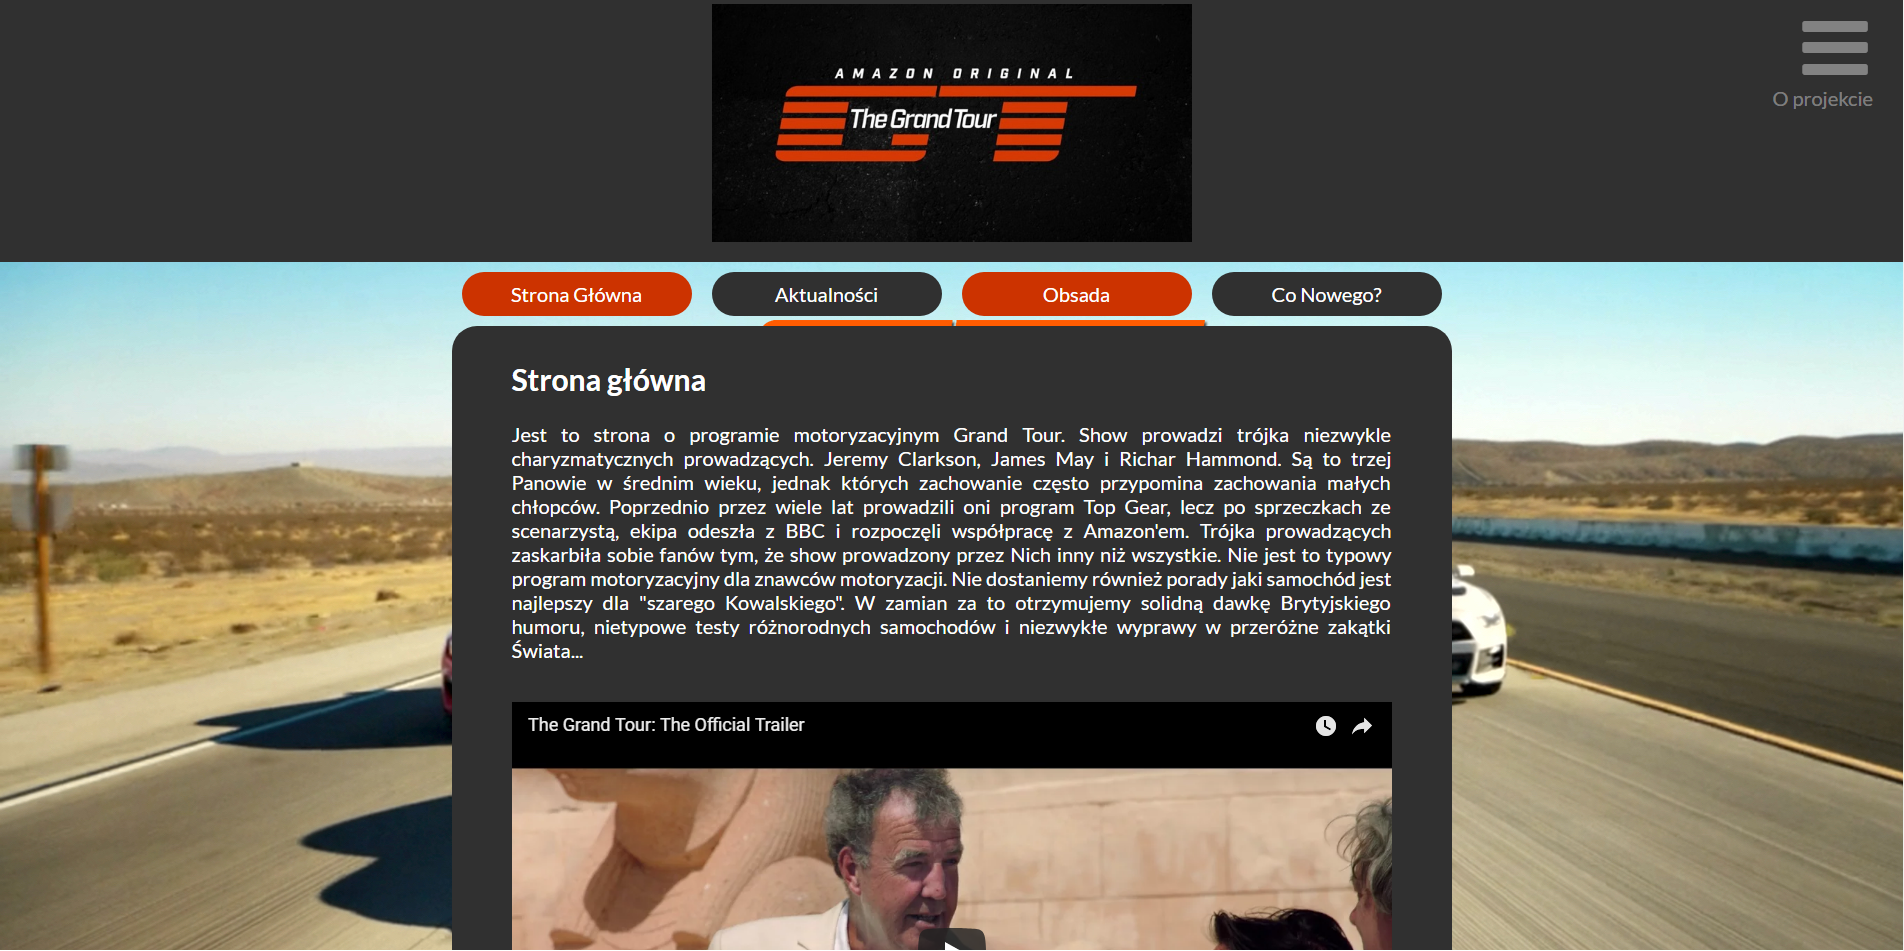 AMAZON ORIGINAL
The Grand Tour
O projekcie
Strona Główna
Aktualności
Obsada
Co Nowego?
Strona główna
Jest to strona o programie motoryzacyjnym Grand Tour. Show prowadzi trójka niezwykle
charyzmatycznych prowadzących. Jeremy Clarkson, James May i Richar Hammond. Są to trzej
Panowie w średnim wieku, jednak których zachowanie często przypomina zachowania małych
chłopców. Poprzednio przez wiele lat prowadzili oni program Top Gear, lecz po sprzeczkach ze
scenarzystą, ekipa odeszła z BBC i rozpoczęli współpracę z Amazon'em. Trójka prowadzących
zaskarbiła sobie fanów tym, że show prowadzony przez Nich inny niż wszystkie. Nie jest to typowy
program motoryzacyjny dla znawców motoryzacji. Nie dostaniemy również porady jaki samochód jest
najlepszy dla "szarego Kowalskiego". W zamian za to otrzymujemy solidną dawkę Brytyjskiego
humoru, nietypowe testy różnorodnych samochodów i niezwykłe wyprawy w przeróżne zakątki
Świata...
The Grand Tour: The Official Trailer